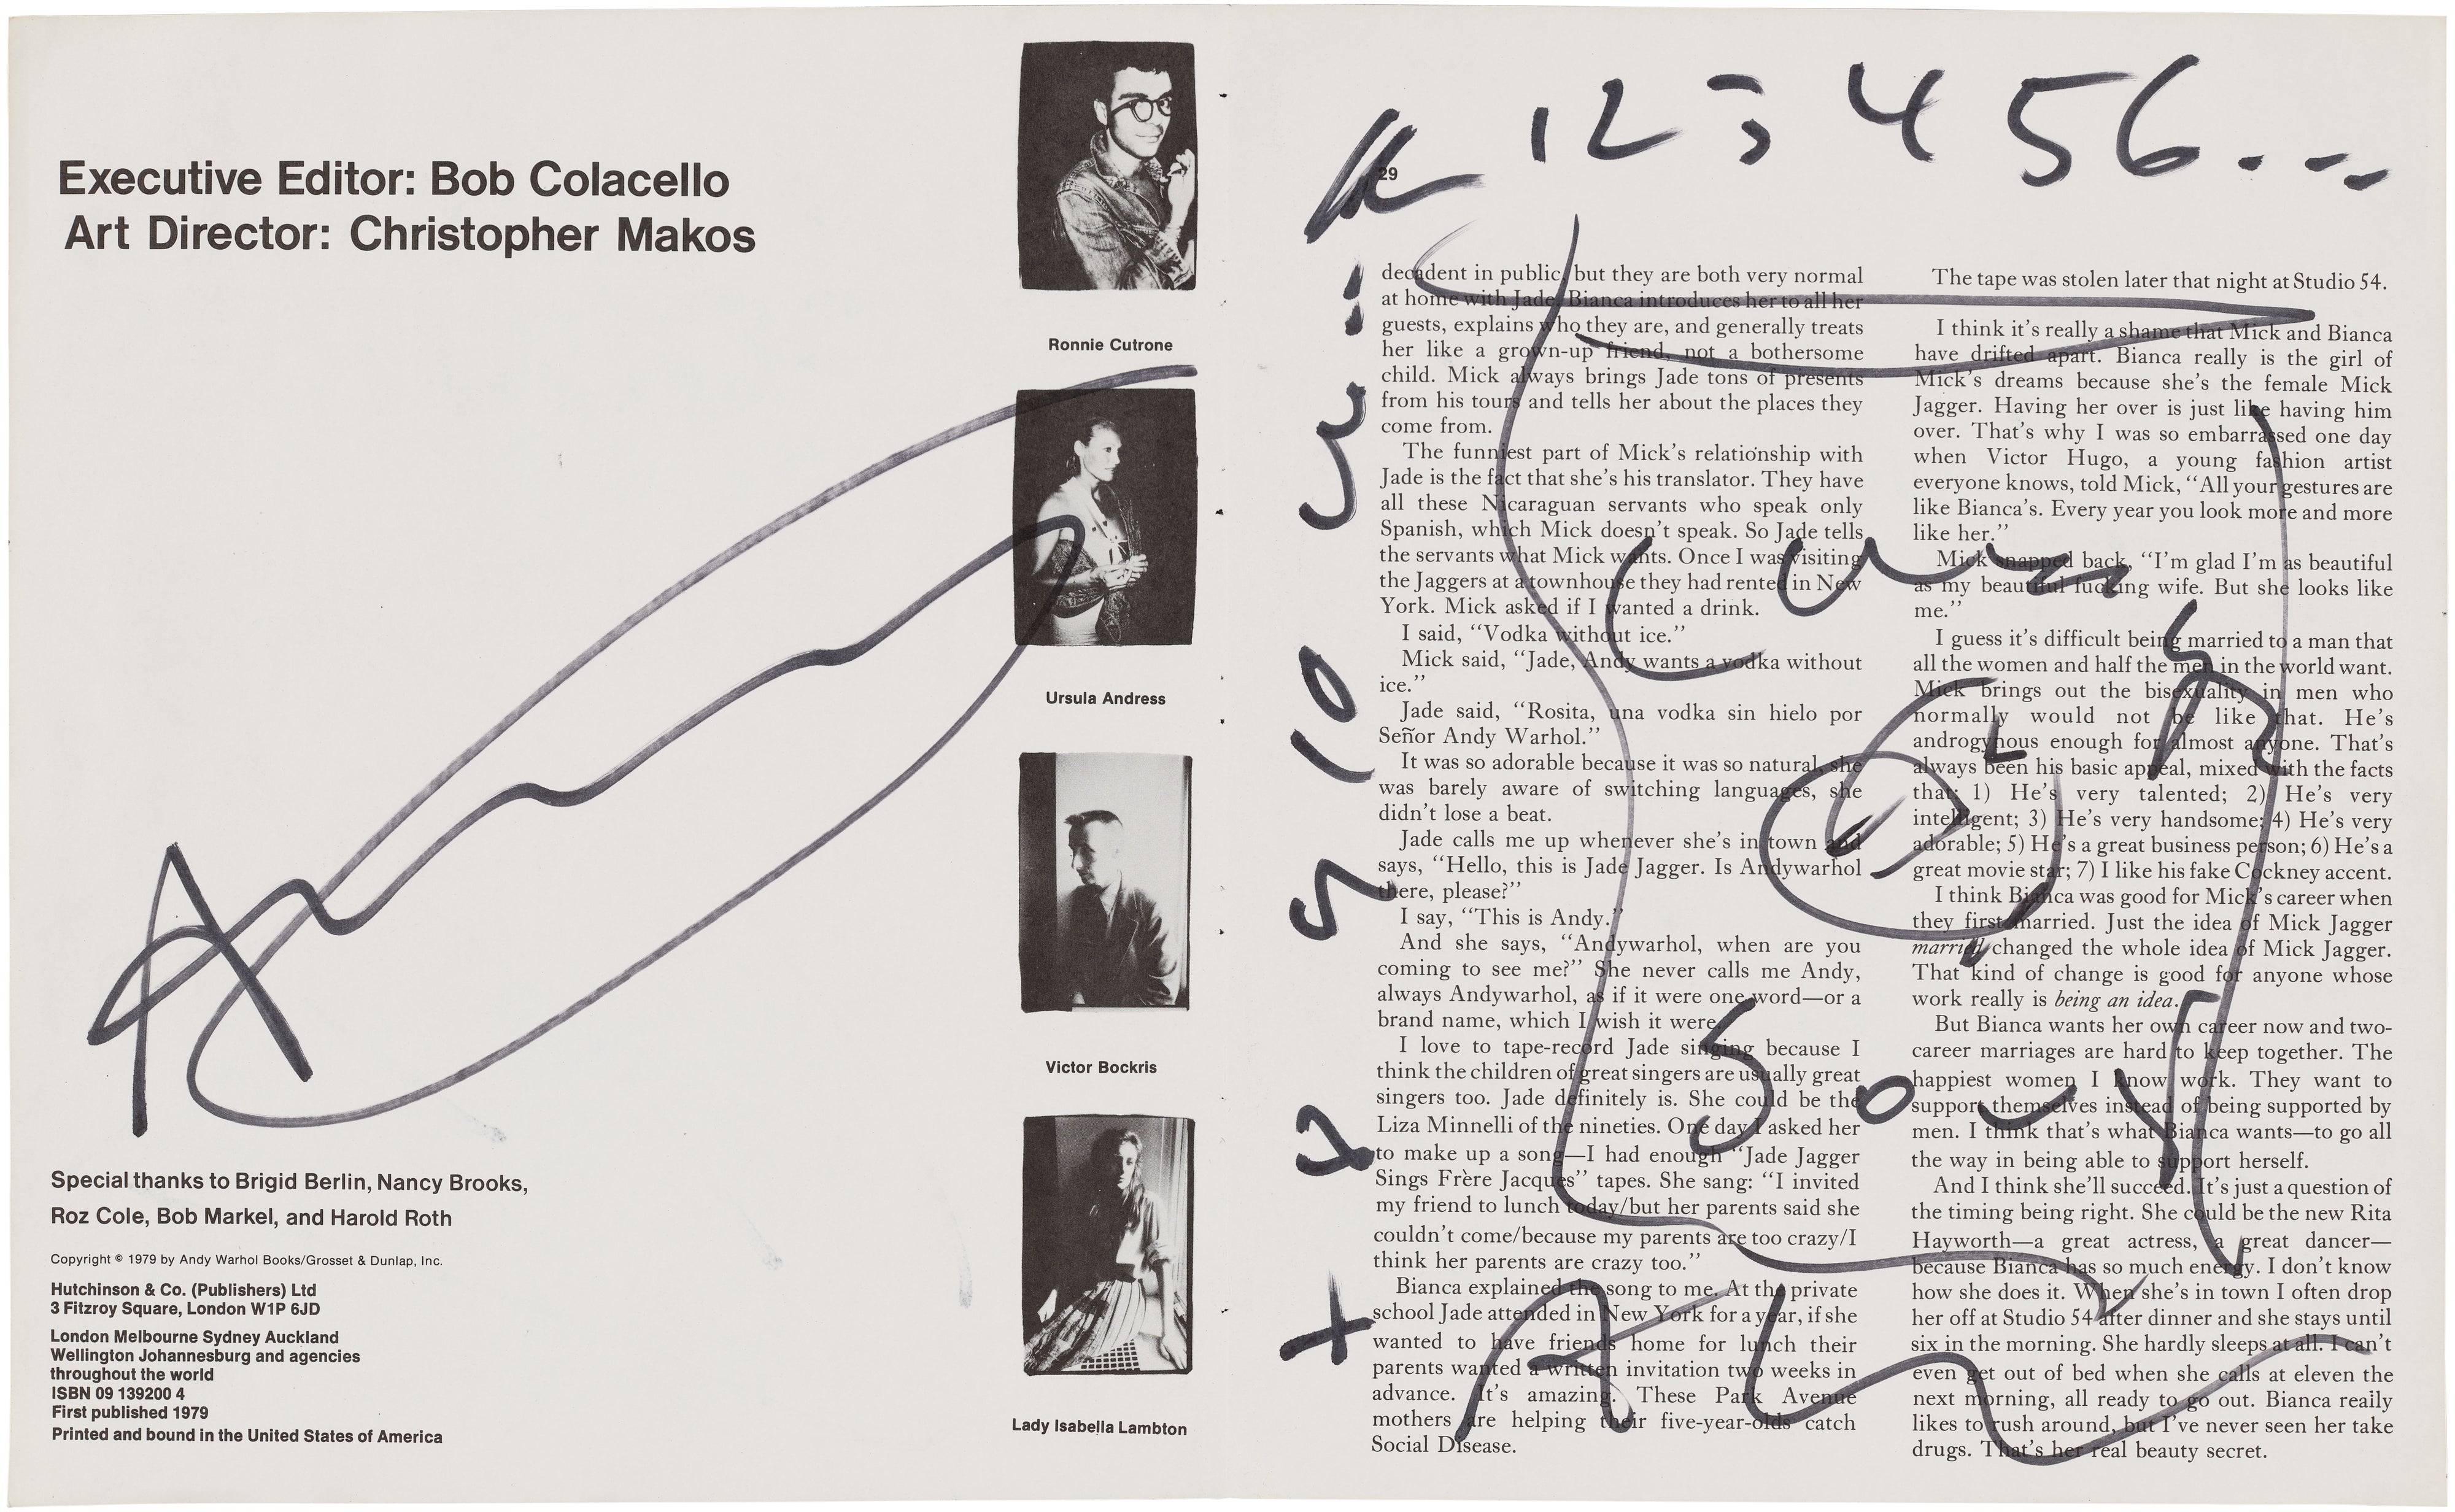 Executive Editor: Bob Colacello
Art Director: Christopher Makos
Ronnie Cutrone
Ursula Andress
Victor Bockris
Lady Isabella Lambton
Special thanks to Brigid Berlin, Nancy Brooks,
Roz Cole, Bob Markel, and Harold Roth
Copyright © 1979 by Andy Warhol Books/Grosset & Dunlap, Inc.
Hutchinson & Co. (Publishers) Ltd
3 Fitzroy Square, London W1P 6JD
London Melbourne Sydney Auckland
Wellington Johannesburg and agencies
throughout the world
ISBN 09 139200 4
First published 1979
Printed and bound in the United States of America
1 2 3 4 5 6...
29
decadent in public, but they are both very normal
at home with Jade. Bianca introduces her to all her
guests, explains who they are, and generally treats
her like a grown-up friend, not a bothersome
child. Mick always brings Jade tons of presents
from his tours and tells her about the places they
come from.
The funniest part of Mick's relationship with
Jade is the fact that she's his translator. They have
all these Nicaraguan servants who speak only
Spanish, which Mick doesn't speak. So Jade tells
the servants what Mick wants. Once I was visiting
the Jaggers at a townhouse they had rented in New
York. Mick asked if I wanted a drink.
I said, “Vodka without ice.”
Mick said, “Jade, Andy wants a vodka without
ice.”
Jade said, “Rosita, una vodka sin hielo por
Señor Andy Warhol.”
It was so adorable because it was so natural, she
was barely aware of switching languages, she
didn't lose a beat.
Jade calls me up whenever she's in town and
says, “Hello, this is Jade Jagger. Is Andywarhol
there, please?”
I say, “This is Andy.”
And she says, “Andywarhol, when are you
coming to see me?” She never calls me Andy,
always Andywarhol, as if it were one word—or a
brand name, which I wish it were.
I love to tape-record Jade singing because I
think the children of great singers are usually great
singers too. Jade definitely is. She could be the
Liza Minnelli of the nineties. One day I asked her
to make up a song—I had enough “Jade Jagger
Sings Frère Jacques” tapes. She sang: “I invited
my friend to lunch today/but her parents said she
couldn't come/because my parents are too crazy/I
think her parents are crazy too.”
Bianca explained the song to me. At the private
school Jade attended in New York for a year, if she
wanted to have friends home for lunch their
parents wanted a written invitation two weeks in
advance. It's amazing. These Park Avenue
mothers are helping their five-year-olds catch
Social Disease.
The tape was stolen later that night at Studio 54.
I think it's really a shame that Mick and Bianca
have drifted apart. Bianca really is the girl of
Mick's dreams because she's the female Mick
Jagger. Having her over is just like having him
over. That's why I was so embarrassed one day
when Victor Hugo, a young fashion artist
everyone knows, told Mick, “All your gestures are
like Bianca's. Every year you look more and more
like her.”
Mick snapped back, “I'm glad I'm as beautiful
as my beautiful fucking wife. But she looks like
me.”
I guess it's difficult being married to a man that
all the women and half the men in the world want.
Mick brings out the bisexuality in men who
normally would not be like that. He's
androgynous enough for almost anyone. That's
always been his basic appeal, mixed with the facts
that: 1) He's very talented; 2) He's very
intelligent; 3) He's very handsome; 4) He's very
adorable; 5) He's a great business person; 6) He's a
great movie star; 7) I like his fake Cockney accent.
I think Bianca was good for Mick's career when
they first married. Just the idea of Mick Jagger
married, changed the whole idea of Mick Jagger.
That kind of change is good for anyone whose
work really is being an idea.
But Bianca wants her own career now and two-
career marriages are hard to keep together. The
happiest women I know work. They want to
support themselves instead of being supported by
men. I think that's what Bianca wants—to go all
the way in being able to support herself.
And I think she'll succeed. It's just a question of
the timing being right. She could be the new Rita
Hayworth—a great actress, a great dancer—
because Bianca has so much energy. I don't know
how she does it. When she's in town I often drop
her off at Studio 54 after dinner and she stays until
six in the morning. She hardly sleeps at all. I can't
even get out of bed when she calls at eleven the
next morning, all ready to go out. Bianca really
likes to rush around, but I've never seen her take
drugs. That's her real beauty secret.